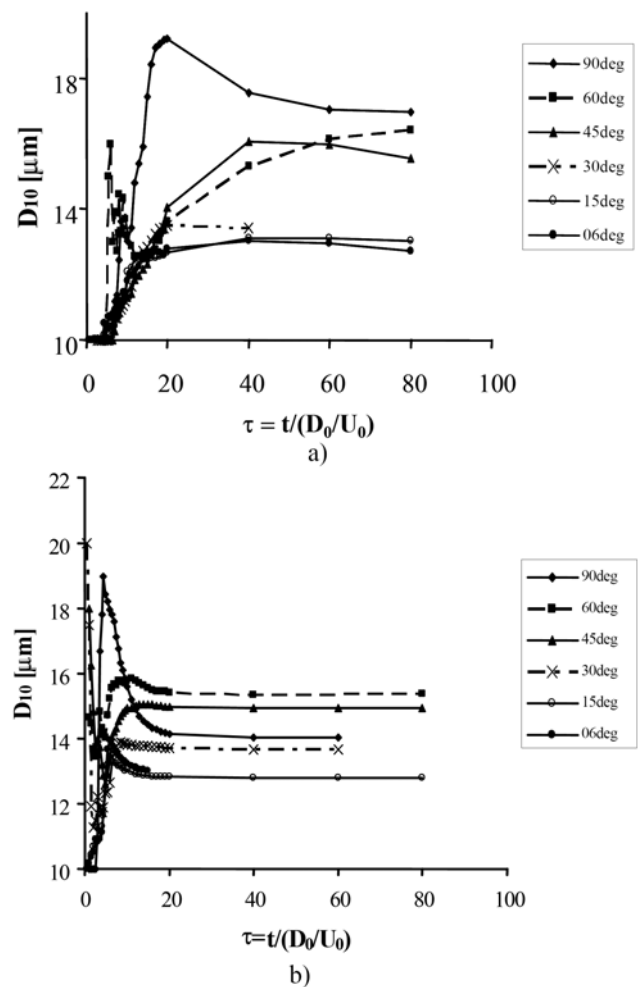 D10 [μm]
18
14
10
0 20 40 60 80 100
τ = t/(D0/U0)
a)
90deg
60deg
45deg
30deg
15deg
06deg
D10 [μm]
22
20
18
16
14
12
10
0 20 40 60 80 100
τ=t/(D0/U0)
b)
90deg
60deg
45deg
30deg
15deg
06deg